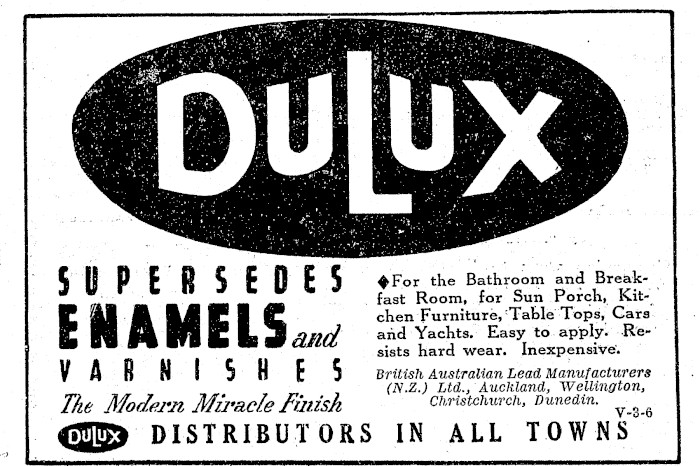 DULUX
SUPERSEDES
ENAMELS and
VARNISHES
The Modern Miracle Finish
♦For the Bathroom and Break-
fast Room, for Sun Porch, Kit-
chen Furniture, Table Tops, Cars
and Yachts. Easy to apply. Re-
sists hard wear. Inexpensive.
British Australian Lead Manufacturers
(N.Z.) Ltd., Auckland, Wellington,
Christchurch, Dunedin.
V-3-6
DULUX DISTRIBUTORS IN ALL TOWNS